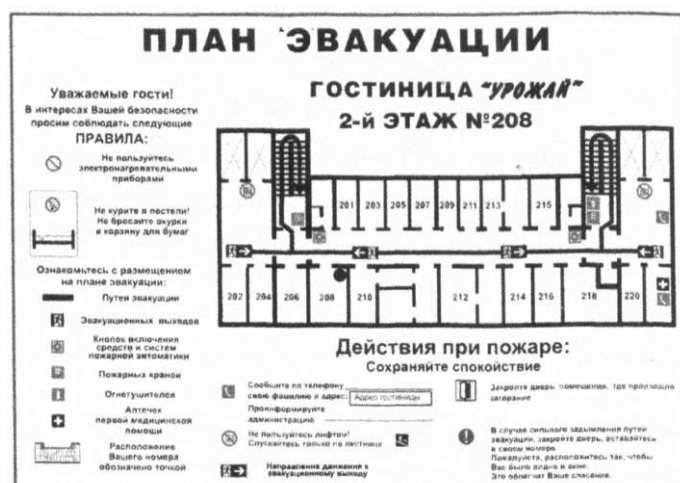 ПЛАН ЭВАКУАЦИИ
ГОСТИНИЦА "УРОЖАЙ"
2-й ЭТАЖ №208
Уважаемые гости!
В интересах Вашей безопасности
просим соблюдать следующие
ПРАВИЛА:
Не пользуйтесь
электронагревательными
приборами
Не курите в постели!
Не бросайте окурки
в корзину для бумаг
Ознакомьтесь с размещением
на плане эвакуации:
Путей эвакуации
Эвакуационных выходов
Кнопок включения
средств и систем
пожарной автоматики
Пожарных кранов
Огнетушителей
Аптечек
первой медицинской
помощи
Расположение
Вашего номера
обозначено точкой
201 203 205 207 209 211 213 215
202 204 206 208 210 212 214 216 218 220
Действия при пожаре:
Сохраняйте спокойствие
Сообщите по телефону
свою фамилию и адрес: Адрес гостиницы
Проинформируйте
администрацию
Не пользуйтесь лифтом!
Спускайтесь только по лестнице
Направления движения к
эвакуационному выходу
Закройте дверь помещения, где произошло
загорание
В случае сильного задымления путей
эвакуации, закройте дверь, оставайтесь
в своем номере.
Пожалуйста, расположитесь так, чтобы
Вас было видно в окне.
Это облегчит Ваше спасение.